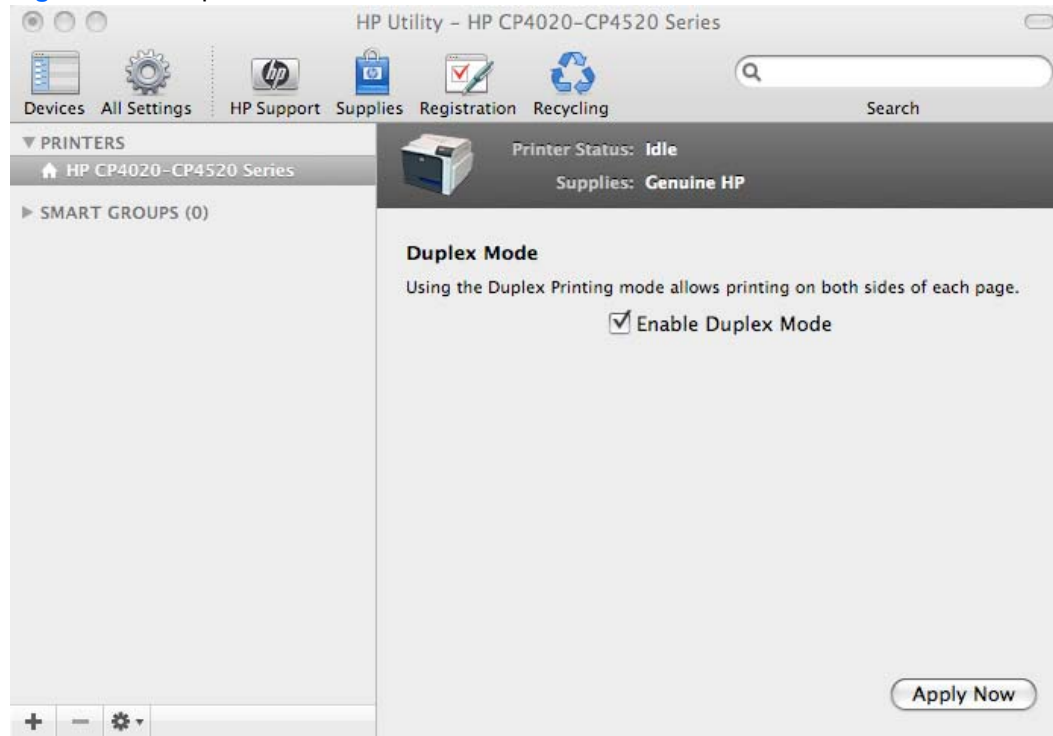 HP Utility – HP CP4020–CP4520 Series
Devices All Settings HP Support Supplies Registration Recycling Search
PRINTERS
HP CP4020–CP4520 Series
SMART GROUPS (0)
Printer Status: Idle
Supplies: Genuine HP
Duplex Mode
Using the Duplex Printing mode allows printing on both sides of each page.
Enable Duplex Mode
Apply Now